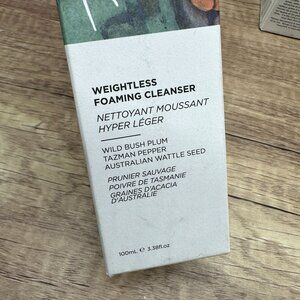 WEIGHTLESS
FOAMING CLEANSER
NETTOYANT MOUSSANT
HYPER LÉGER
WILD BUSH PLUM
TAZMAN PEPPER
AUSTRALIAN WATTLE SEED
PRUNIER SAUVAGE
POIVRE DE TASMANIE
GRAINES D'ACACIA
D'AUSTRALIE
100mL ℮ 3.38fl.oz